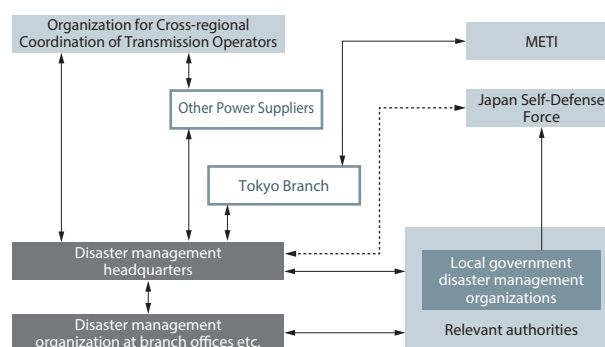 Organization for Cross-regional
Coordination of Transmission Operators
METI
Other Power Suppliers
Japan Self-Defense
Force
Tokyo Branch
Disaster management
headquarters
Local government
disaster management
organizations
Disaster management
organization at branch offices etc.
Relevant authorities